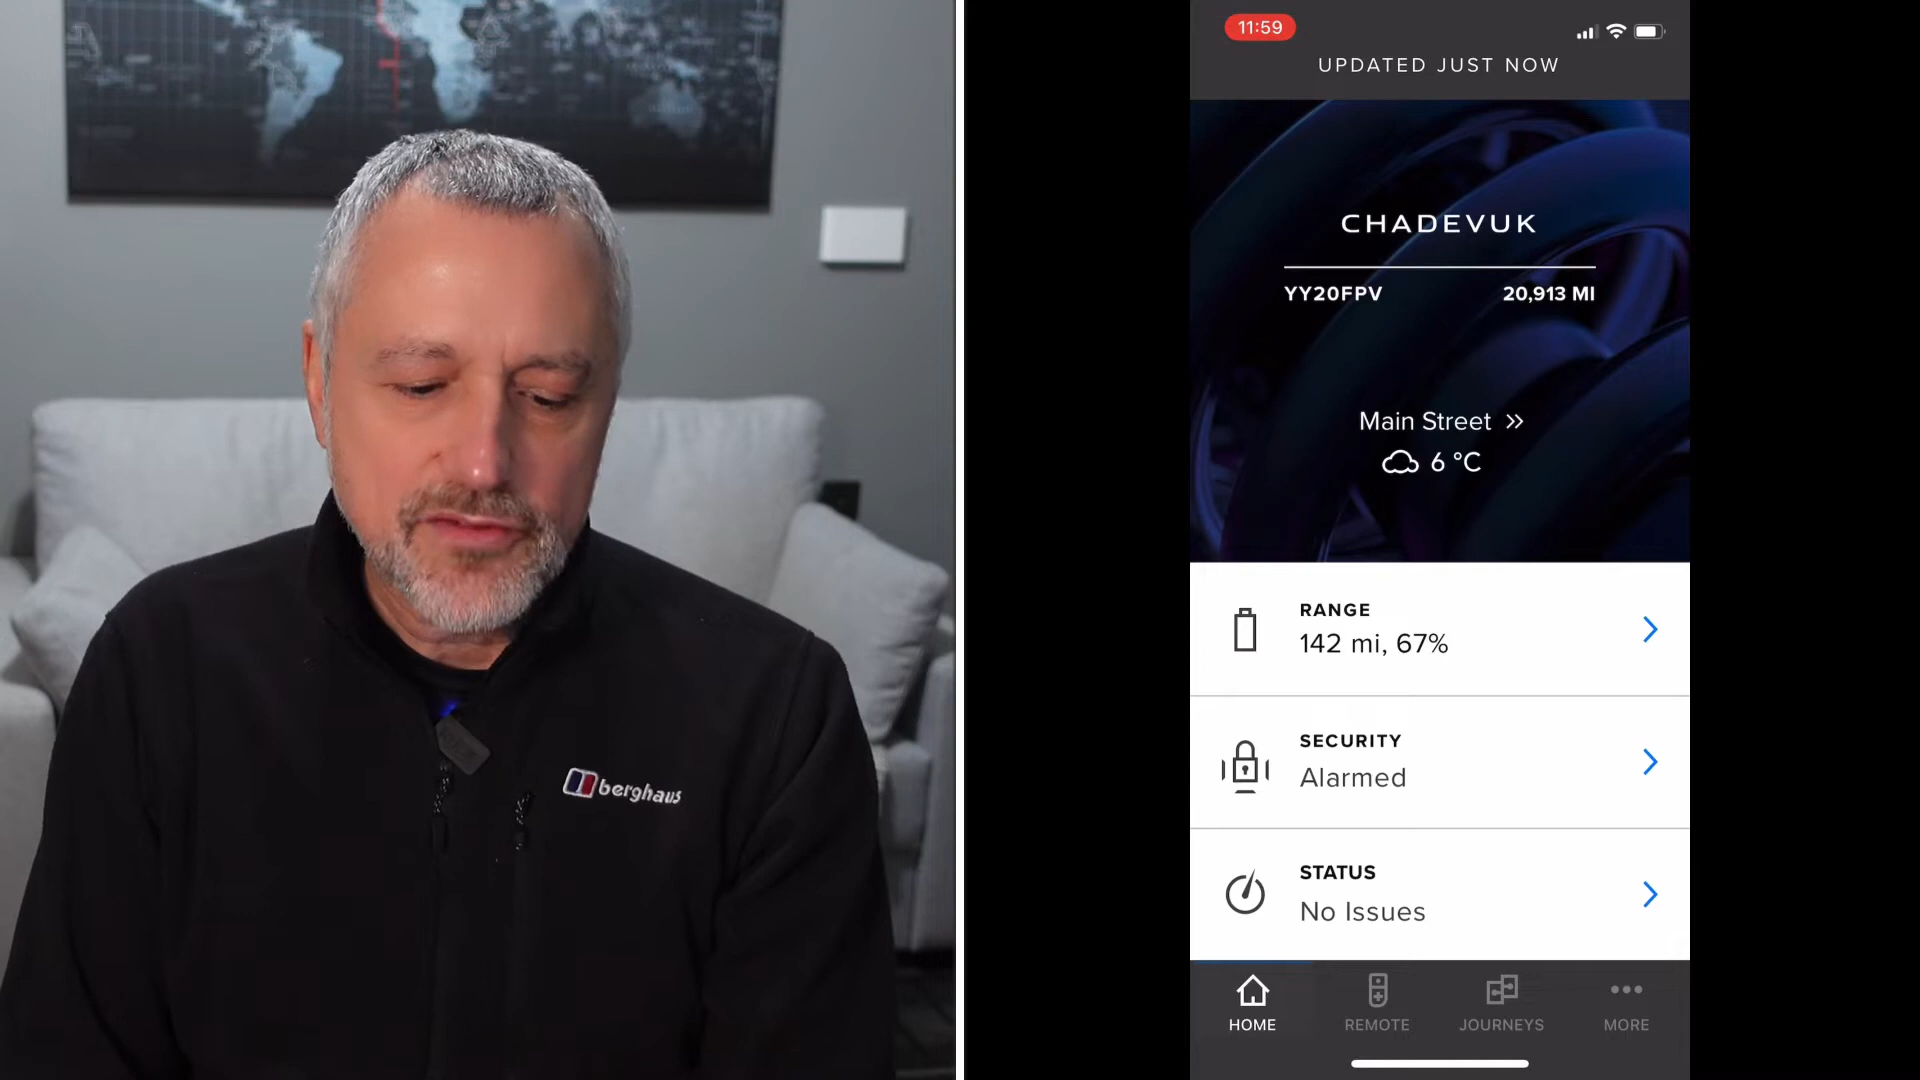 berghaus
11:59
UPDATED JUST NOW
CHADEVUK
YY20FPV 20,913 MI
Main Street
6 °C
RANGE
142 mi, 67%
SECURITY
Alarmed
STATUS
No Issues
HOME REMOTE JOURNEYS MORE